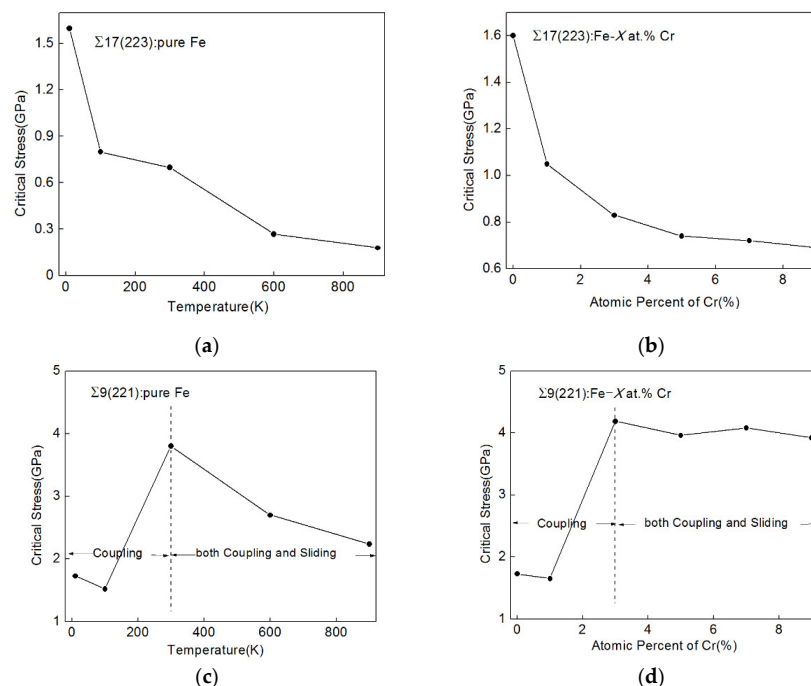 Σ17(223):pure Fe
1.5
1.2
0.9
0.6
0.3
0
Critical Stress(GPa)
0 200 400 600 800
Temperature(K)
(a)
Σ17(223):Fe-X at.% Cr
1.6
1.4
1.2
1.0
0.8
0.6
Critical Stress(GPa)
0 2 4 6 8
Atomic Percent of Cr(%)
(b)
Σ9(221):pure Fe
5
4
3
2
1
Critical Stress(GPa)
Coupling
both Coupling and Sliding
0 200 400 600 800
Temperature(K)
(c)
Σ9(221):Fe−X at.% Cr
5
4
3
2
1
Critical Stress(GPa)
Coupling
both Coupling and Sliding
0 2 4 6 8
Atomic Percent of Cr(%)
(d)